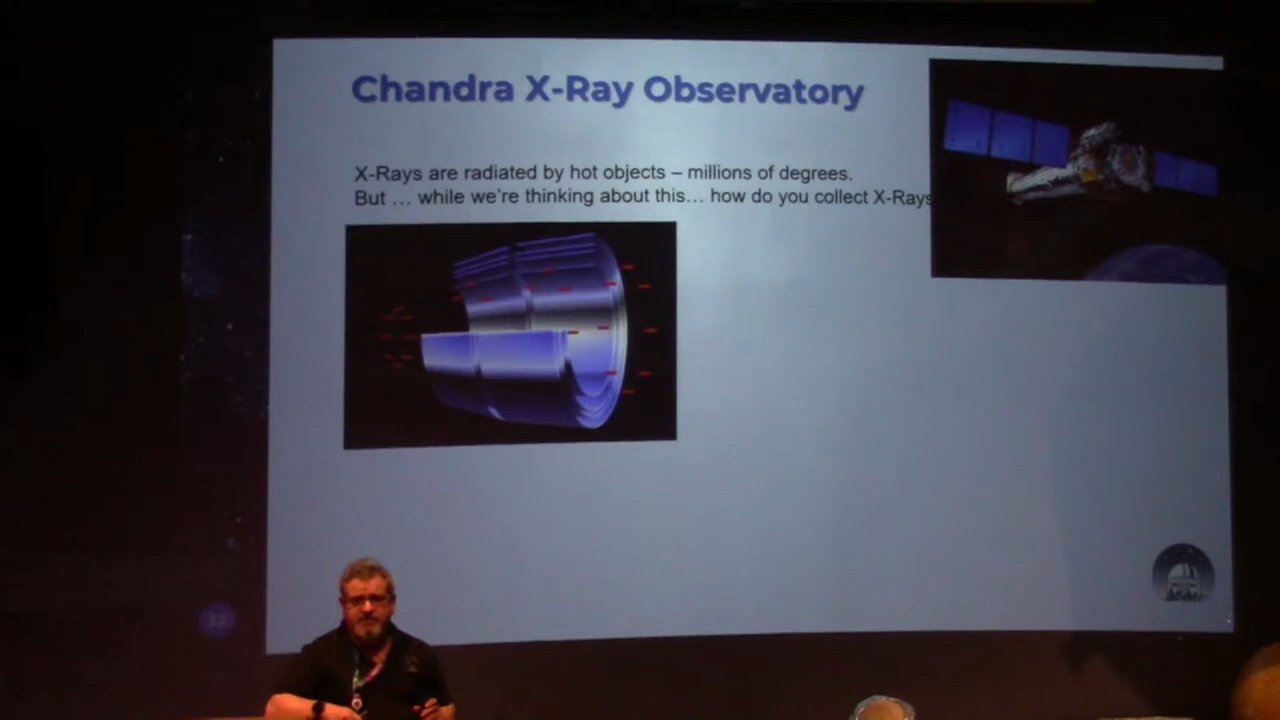 Chandra X-Ray Observatory
X-Rays are radiated by hot objects – millions of degrees.
But … while we're thinking about this… how do you collect X-Rays
32